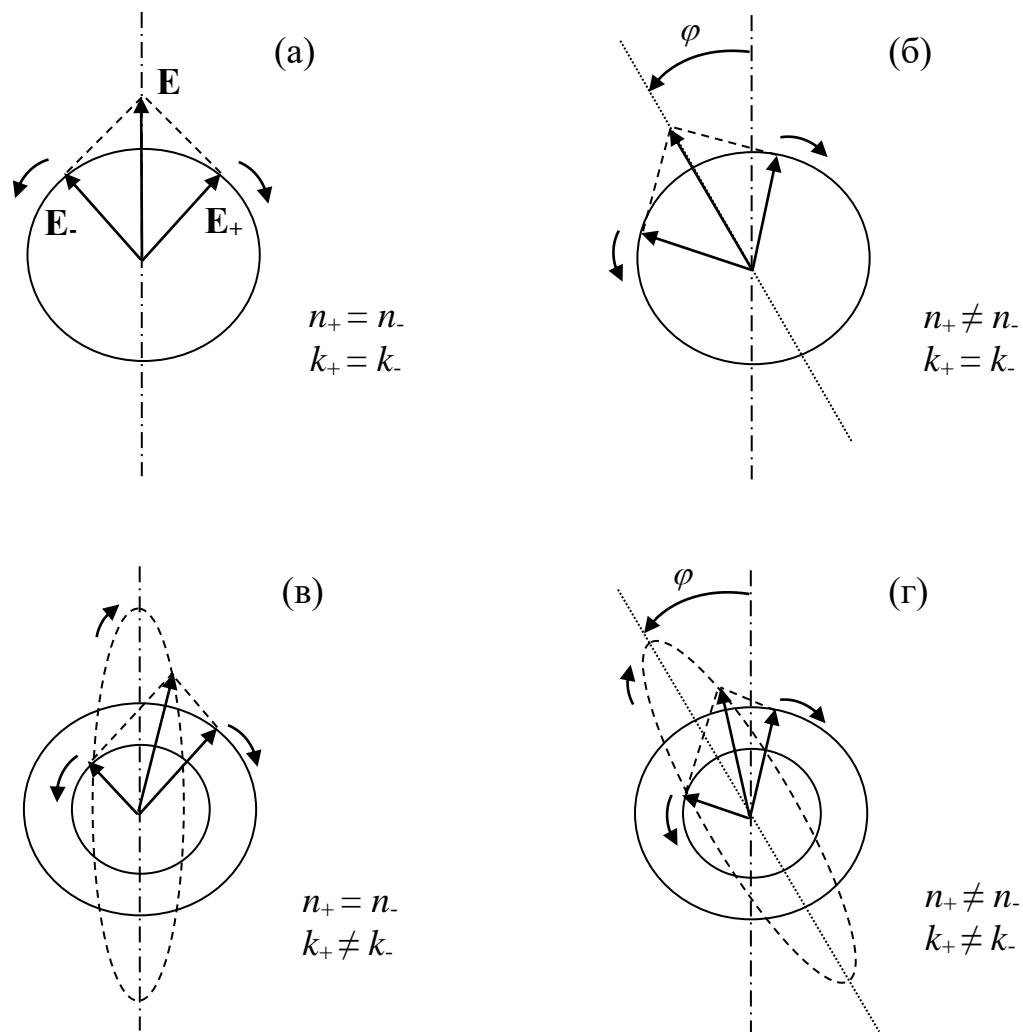 (а)
E
E- E+
n+ = n-
k+ = k-
φ (б)
n+ ≠ n-
k+ = k-
(в)
n+ = n-
k+ ≠ k-
φ (г)
n+ ≠ n-
k+ ≠ k-